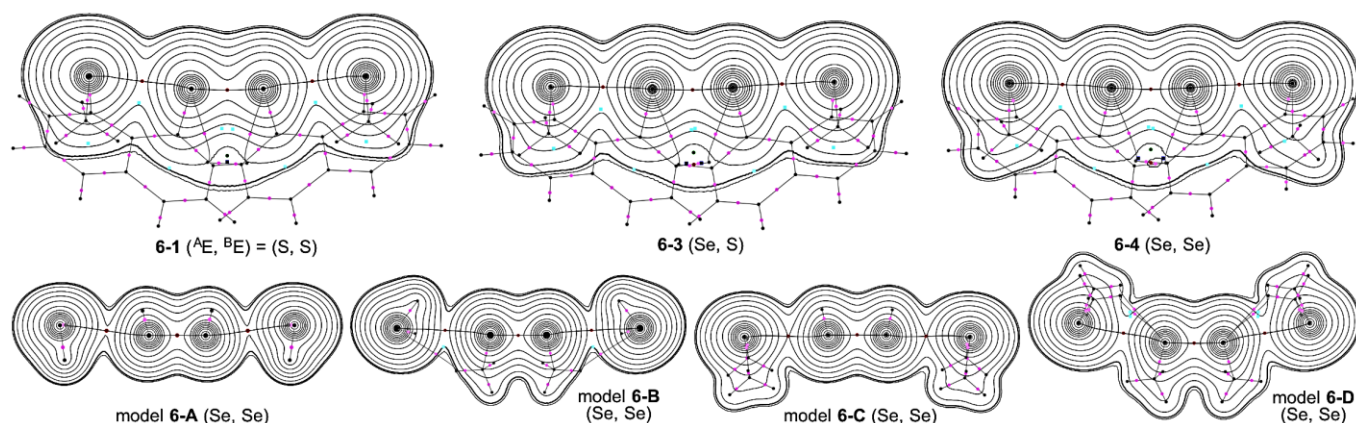 6-1 (ᴬE, ᴮE) = (S, S)
6-3 (Se, S)
6-4 (Se, Se)
model 6-A (Se, Se)
model 6-B
(Se, Se)
model 6-C (Se, Se)
model 6-D
(Se, Se)